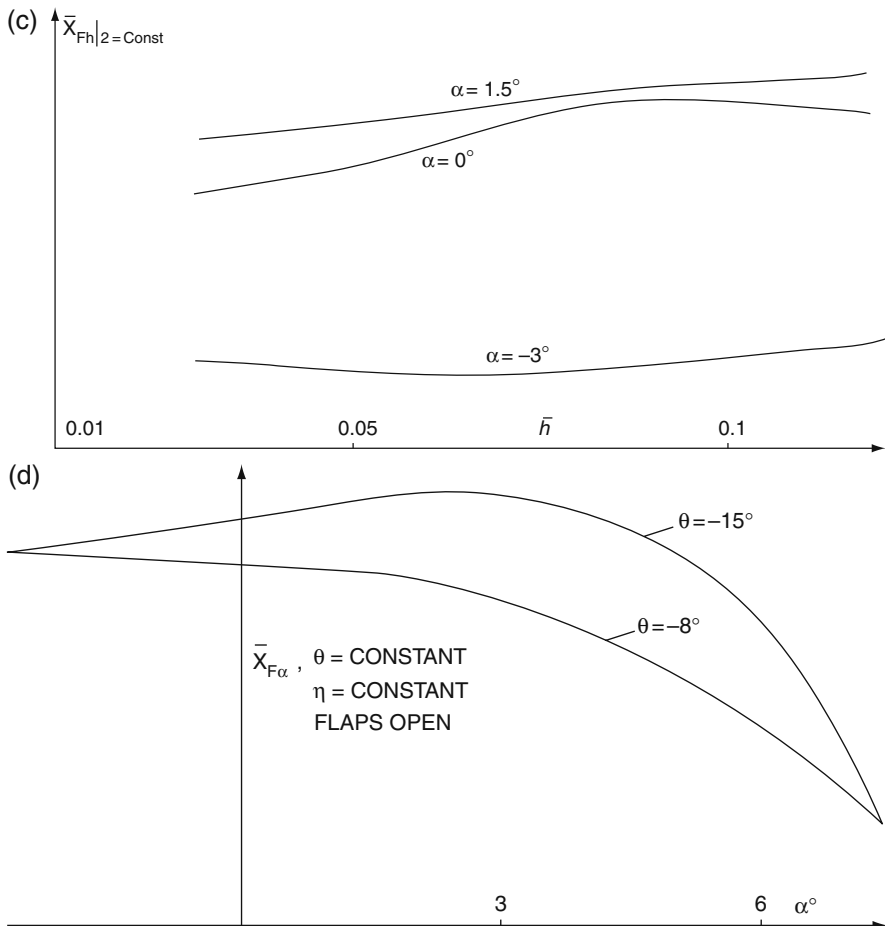 (c)
X̄Fh|2=Const
α = 1.5°
α = 0°
α = –3°
0.01 0.05 h̄ 0.1
(d)
θ = –15°
θ = –8°
X̄Fα , θ = CONSTANT
η = CONSTANT
FLAPS OPEN
3 6 α°